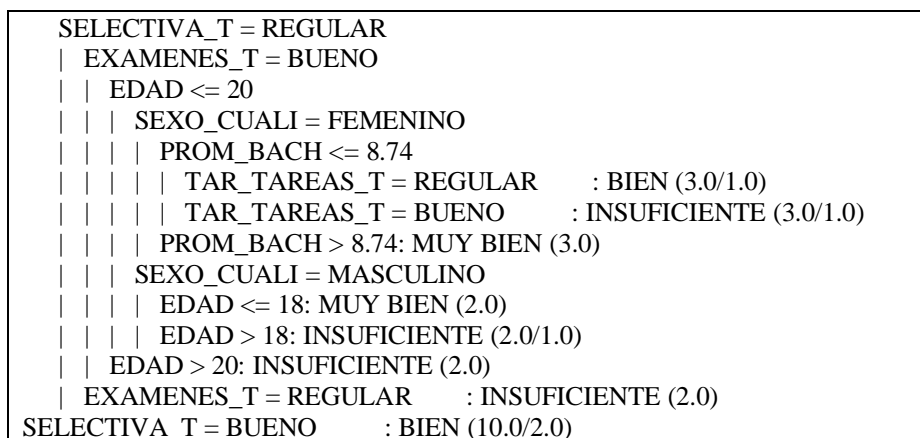 SELECTIVA_T = REGULAR
| EXAMENES_T = BUENO
| | EDAD <= 20
| | | SEXO_CUALI = FEMENINO
| | | | PROM_BACH <= 8.74
| | | | | TAR_TAREAS_T = REGULAR : BIEN (3.0/1.0)
| | | | | TAR_TAREAS_T = BUENO : INSUFICIENTE (3.0/1.0)
| | | | PROM_BACH > 8.74: MUY BIEN (3.0)
| | | SEXO_CUALI = MASCULINO
| | | | EDAD <= 18: MUY BIEN (2.0)
| | | | EDAD > 18: INSUFICIENTE (2.0/1.0)
| | EDAD > 20: INSUFICIENTE (2.0)
| EXAMENES_T = REGULAR : INSUFICIENTE (2.0)
SELECTIVA_T = BUENO : BIEN (10.0/2.0)